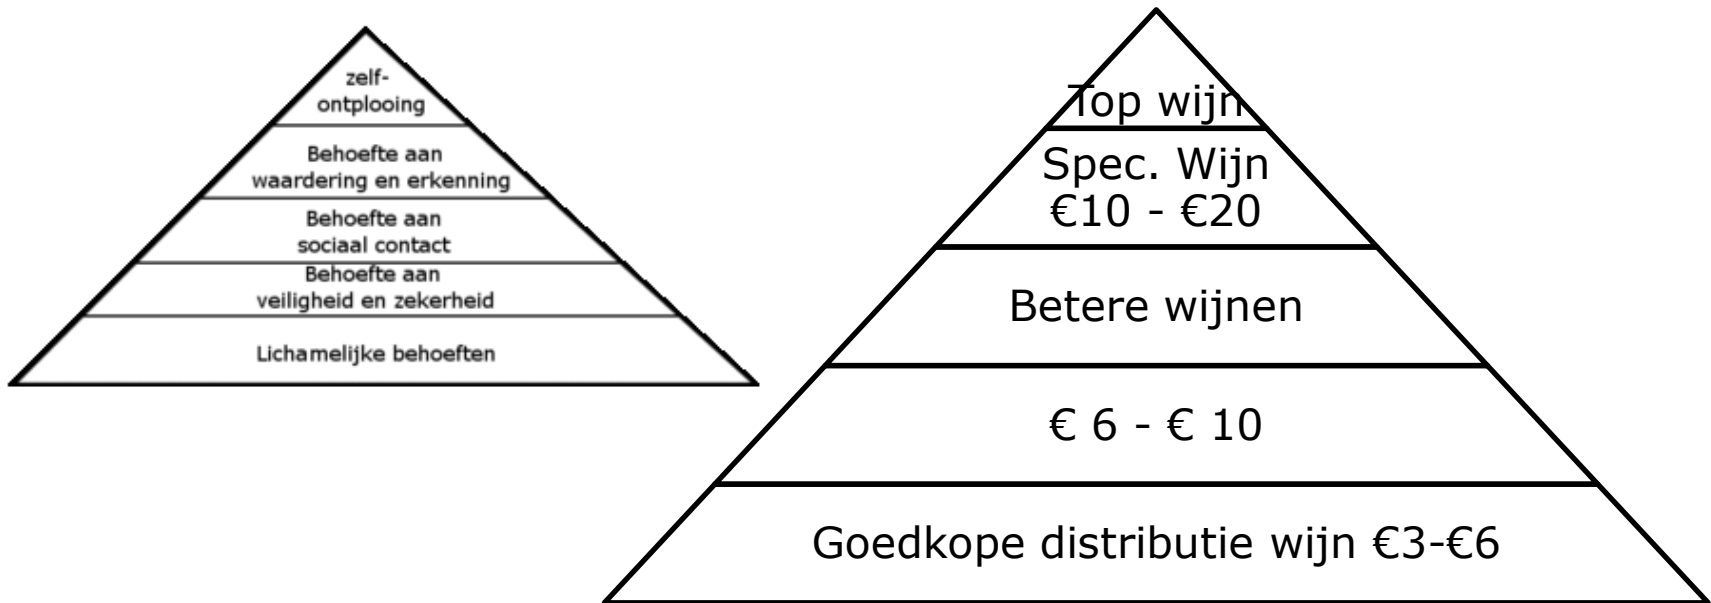 zelf-
ontplooing
Behoefte aan
waardering en erkenning
Behoefte aan
sociaal contact
Behoefte aan
veiligheid en zekerheid
Lichamelijke behoeften
Top wijn
Spec. Wijn
€10 - €20
Betere wijnen
€ 6 - € 10
Goedkope distributie wijn €3-€6